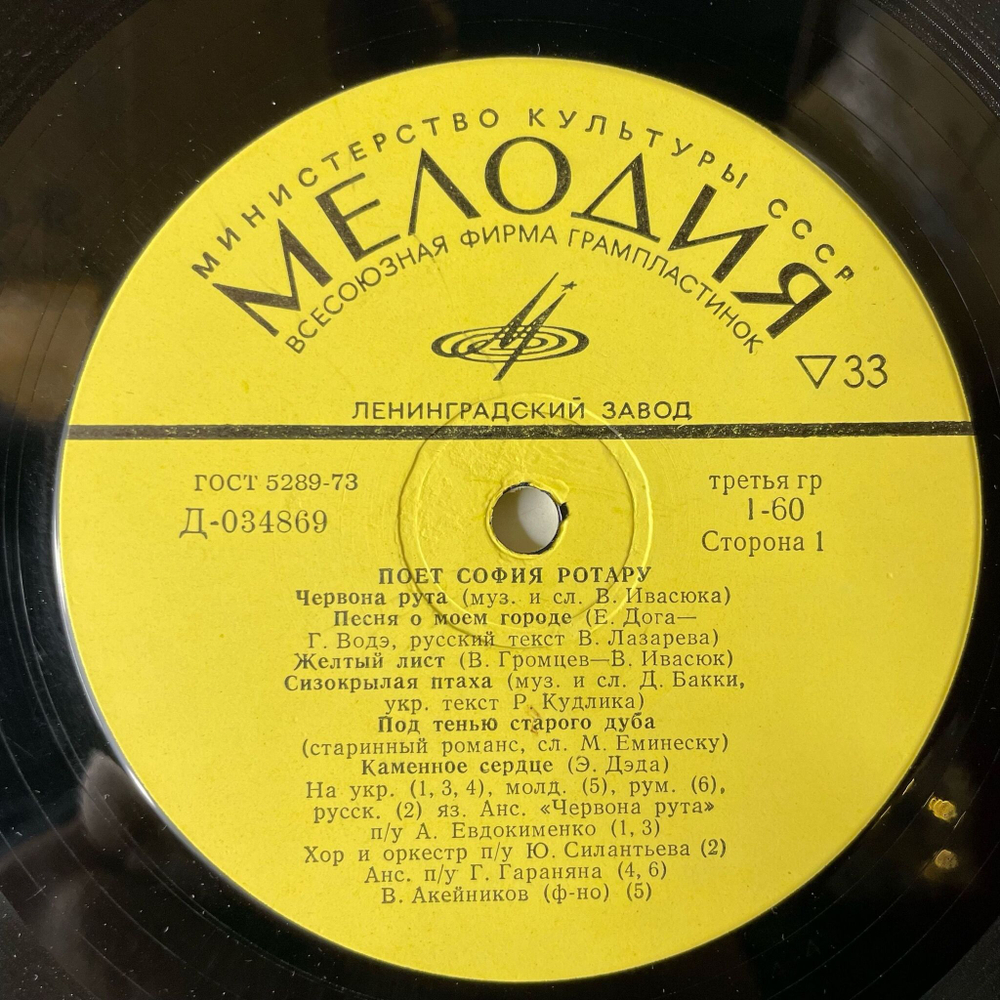 МИНИСТЕРСТВО КУЛЬТУРЫ СССР
МЕЛОДИЯ
ВСЕСОЮЗНАЯ ФИРМА ГРАМПЛАСТИНОК
▽33
ЛЕНИНГРАДСКИЙ ЗАВОД
ГОСТ 5289-73
Д-034869
третья гр
1-60
Сторона 1
ПОЕТ СОФИЯ РОТАРУ
Червона рута (муз. и сл. В. Ивасюка)
Песня о моем городе (Е. Дога—
Г. Водэ, русский текст В. Лазарева)
Желтый лист (В. Громцев—В. Ивасюк)
Сизокрылая птаха (муз. и сл. Д. Бакки,
укр. текст Р. Кудлика)
Под тенью старого дуба
(старинный романс, сл. М. Еминеску)
Каменное сердце (Э. Дэда)
На укр. (1, 3, 4), молд. (5), рум. (6),
русск. (2) яз. Анс. «Червона рута»
п/у А. Евдокименко (1, 3)
Хор и оркестр п/у Ю. Силантьева (2)
Анс. п/у Г. Гараняна (4, 6)
В. Акейников (ф-но) (5)